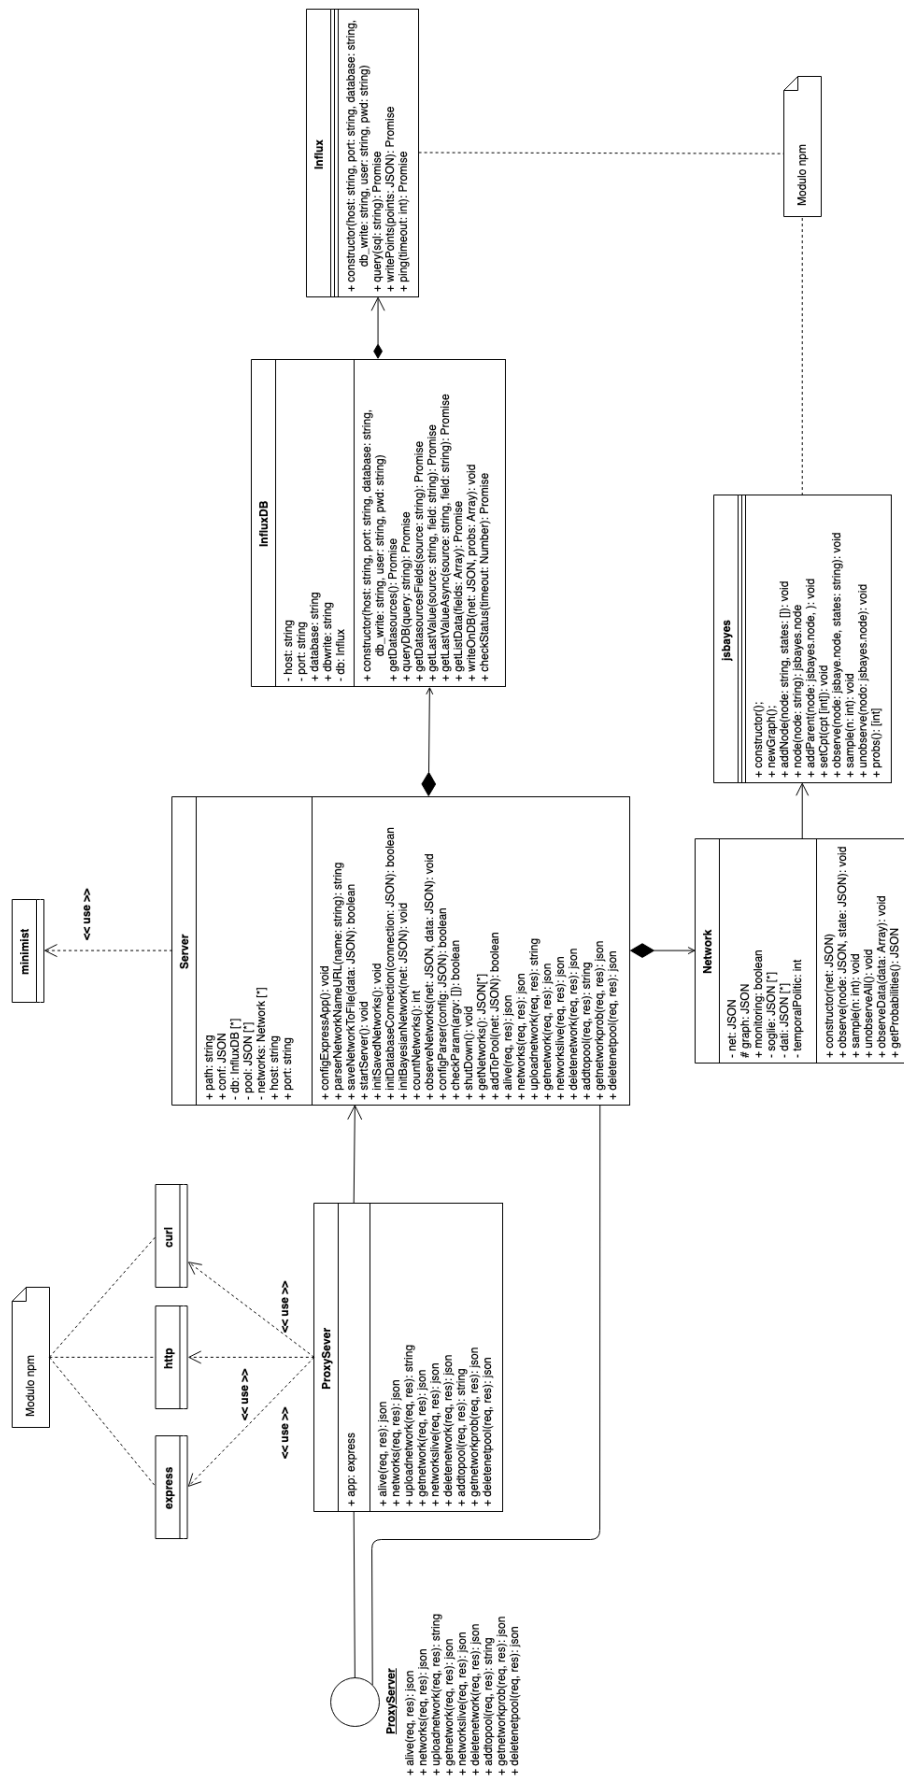 Modulo npm
express
http
curl
<< use >>
<< use >>
<< use >>
minimist
<< use >>
ProxyServer
+ alive(req, res): json
+ networks(req, res): json
+ uploadnetwork(req, res): string
+ getnetwork(req, res): json
+ networkslive(req, res): json
+ deletenetwork(req, res): json
+ addtopool(req, res): string
+ getnetworkprob(req, res): json
+ deletenetpool(req, res): json
ProxySever
+ app: express
+ alive(req, res): json
+ networks(req, res): json
+ uploadnetwork(req, res): string
+ getnetwork(req, res): json
+ networkslive(req, res): json
+ deletenetwork(req, res): json
+ addtopool(req, res): string
+ getnetworkprob(req, res): json
+ deletenetpool(req, res): json
Server
+ path: string
+ conf: JSON
- db: InfluxDB [*]
- pool: JSON [*]
- networks: Network [*]
+ host: string
+ port: string
+ configExpressApp(): void
+ parserNetworkNameURL(name: string): string
+ saveNetworkToFile(data: JSON): boolean
+ startServer(): void
+ initSavedNetworks(): void
+ initDatabaseConnection(connection: JSON): boolean
+ initBayesianNetwork(net: JSON): void
+ countNetworks(): int
+ observeNetworks(net: JSON, data: JSON): void
+ configParser(config: JSON): boolean
+ checkParam(argv: []): boolean
+ shutDown(): void
+ getNetworks(): JSON[*]
+ addToPool(net: JSON): boolean
+ alive(req, res): json
+ networks(req, res): json
+ uploadnetwork(req, res): string
+ getnetwork(req, res): json
+ networkslive(req, res): json
+ deletenetwork(req, res): json
+ addtopool(req, res): string
+ getnetworkprob(req, res): json
+ deletenetpool(req, res): json
InfluxDB
- host: string
- port: string
+ database: string
+ dbwrite: string
- db: Influx
+ constructor(host: string, port: string, database: string,
db_write: string, user: string, pwd: string)
+ getDatasources(): Promise
+ queryDB(query: string): Promise
+ getDatasourcesFields(source: string): Promise
+ getLastValue(source: string, field: string): Promise
+ getLastValueAsync(source: string, field: string): Promise
+ getListData(fields: Array): Promise
+ writeOnDB(net: JSON, probs: Array): void
+ checkStatus(timeout: Number): Promise
Influx
+ constructor(host: string, port: string, database: string,
db_write: string, user: string, pwd: string)
+ query(sql: string): Promise
+ writePoints(points: JSON): Promise
+ ping(timeout: int): Promise
Network
- net: JSON
# graph: JSON
+ monitoring: boolean
- soglie: JSON [*]
- dati: JSON [*]
- temporalPolitic: int
+ constructor(net: JSON)
+ observe(node: JSON, state: JSON): void
+ sample(n: int): void
+ unobserveAll(): void
+ observeData(data: Array): void
+ getProbabilities(): JSON
jsbayes
+ constructor();
+ newGraph();
+ addNode(node: string, states: []): void
+ node(node: string): jsbayes.node
+ addParent(node: jsbayes.node, ): void
+ setCpt(cpt [int]): void
+ observe(node: jsbaye.node, states: string): void
+ sample(n: int): void
+ unobserve(nodo: jsbayes.node): void
+ probs(): [int]
Modulo npm